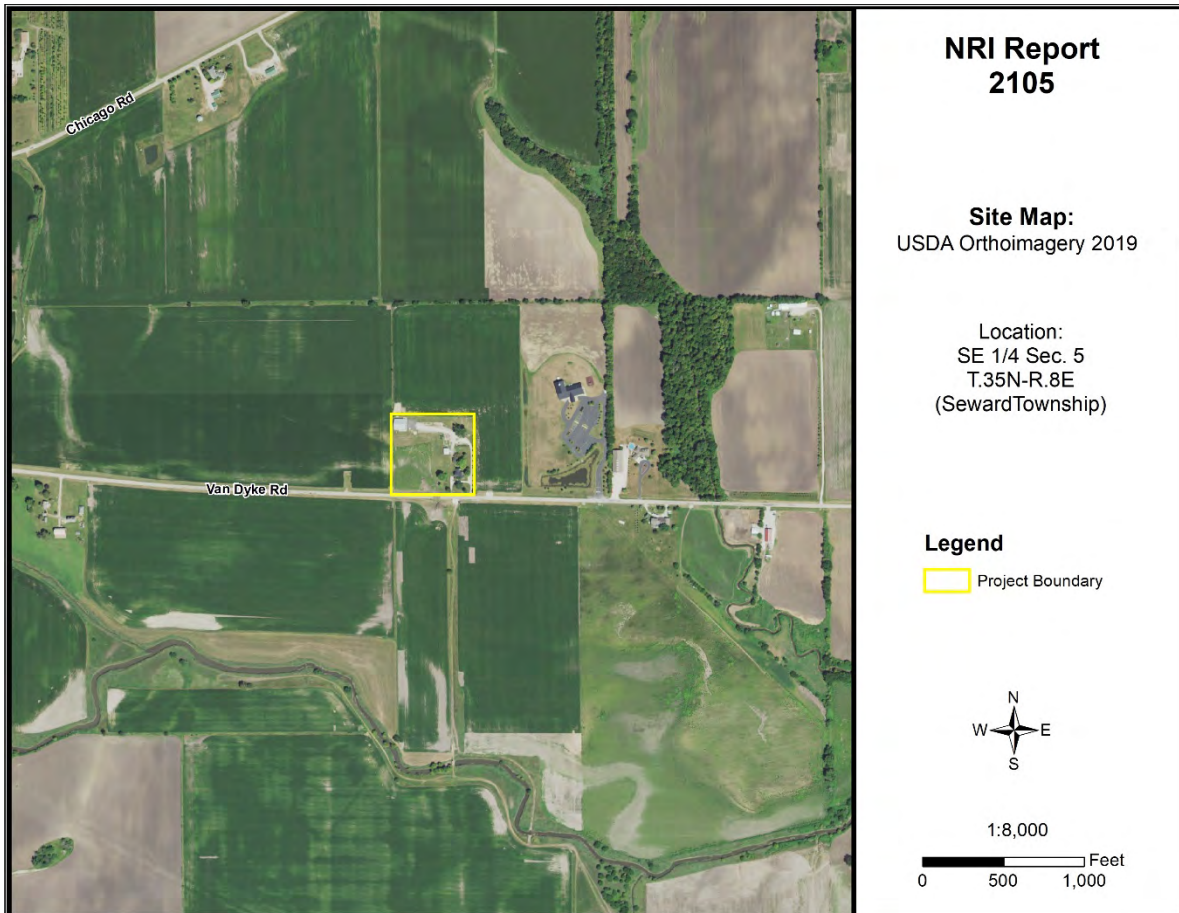 NRI Report
2105
Chicago Rd
Site Map:
USDA Orthoimagery 2019
Location:
SE 1/4 Sec. 5
T.35N-R.8E
(SewardTownship)
Van Dyke Rd
Legend
Project Boundary
N
W E
S
1:8,000
Feet
0 500 1,000